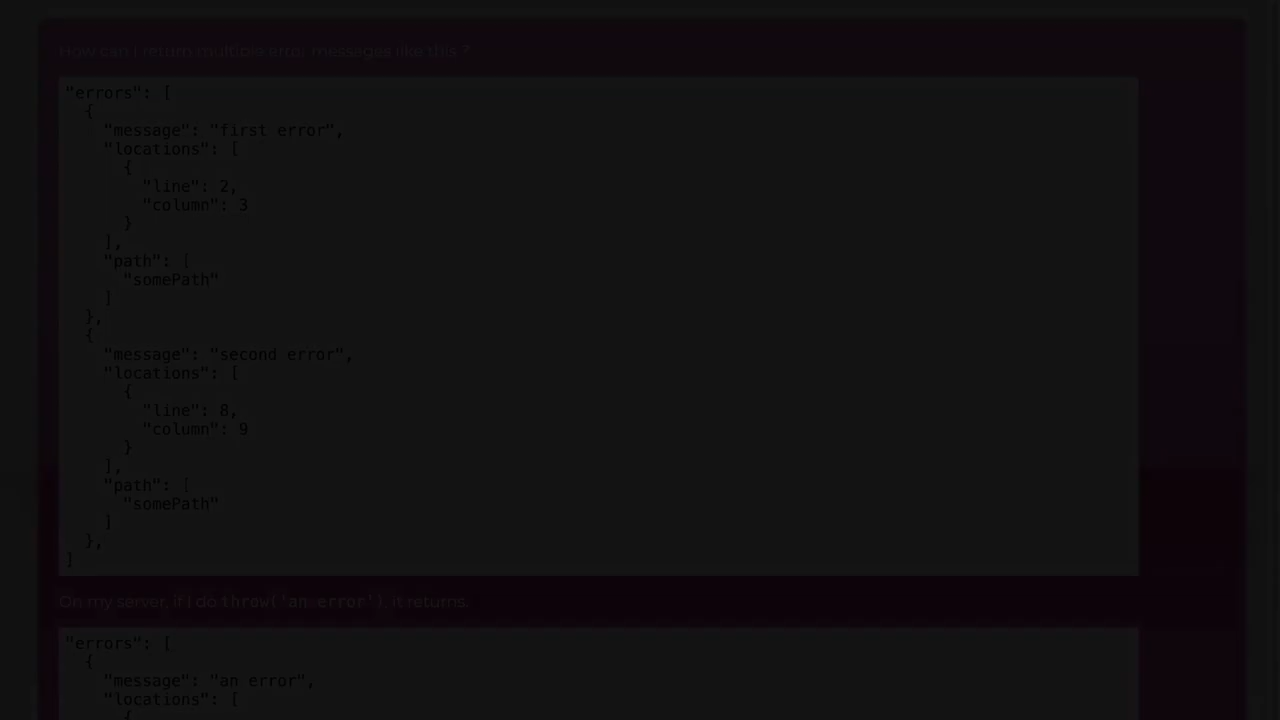 How can I return multiple error messages like this ?
"errors": [
  {
    "message": "first error",
    "locations": [
      {
        "line": 2,
        "column": 3
      }
    ],
    "path": [
      "somePath"
    ]
  },
  {
    "message": "second error",
    "locations": [
      {
        "line": 8,
        "column": 9
      }
    ],
    "path": [
      "somePath"
    ]
  },
]
On my server, if I do throw('an error'), it returns.
"errors": [
  {
    "message": "an error",
    "locations": [
      {